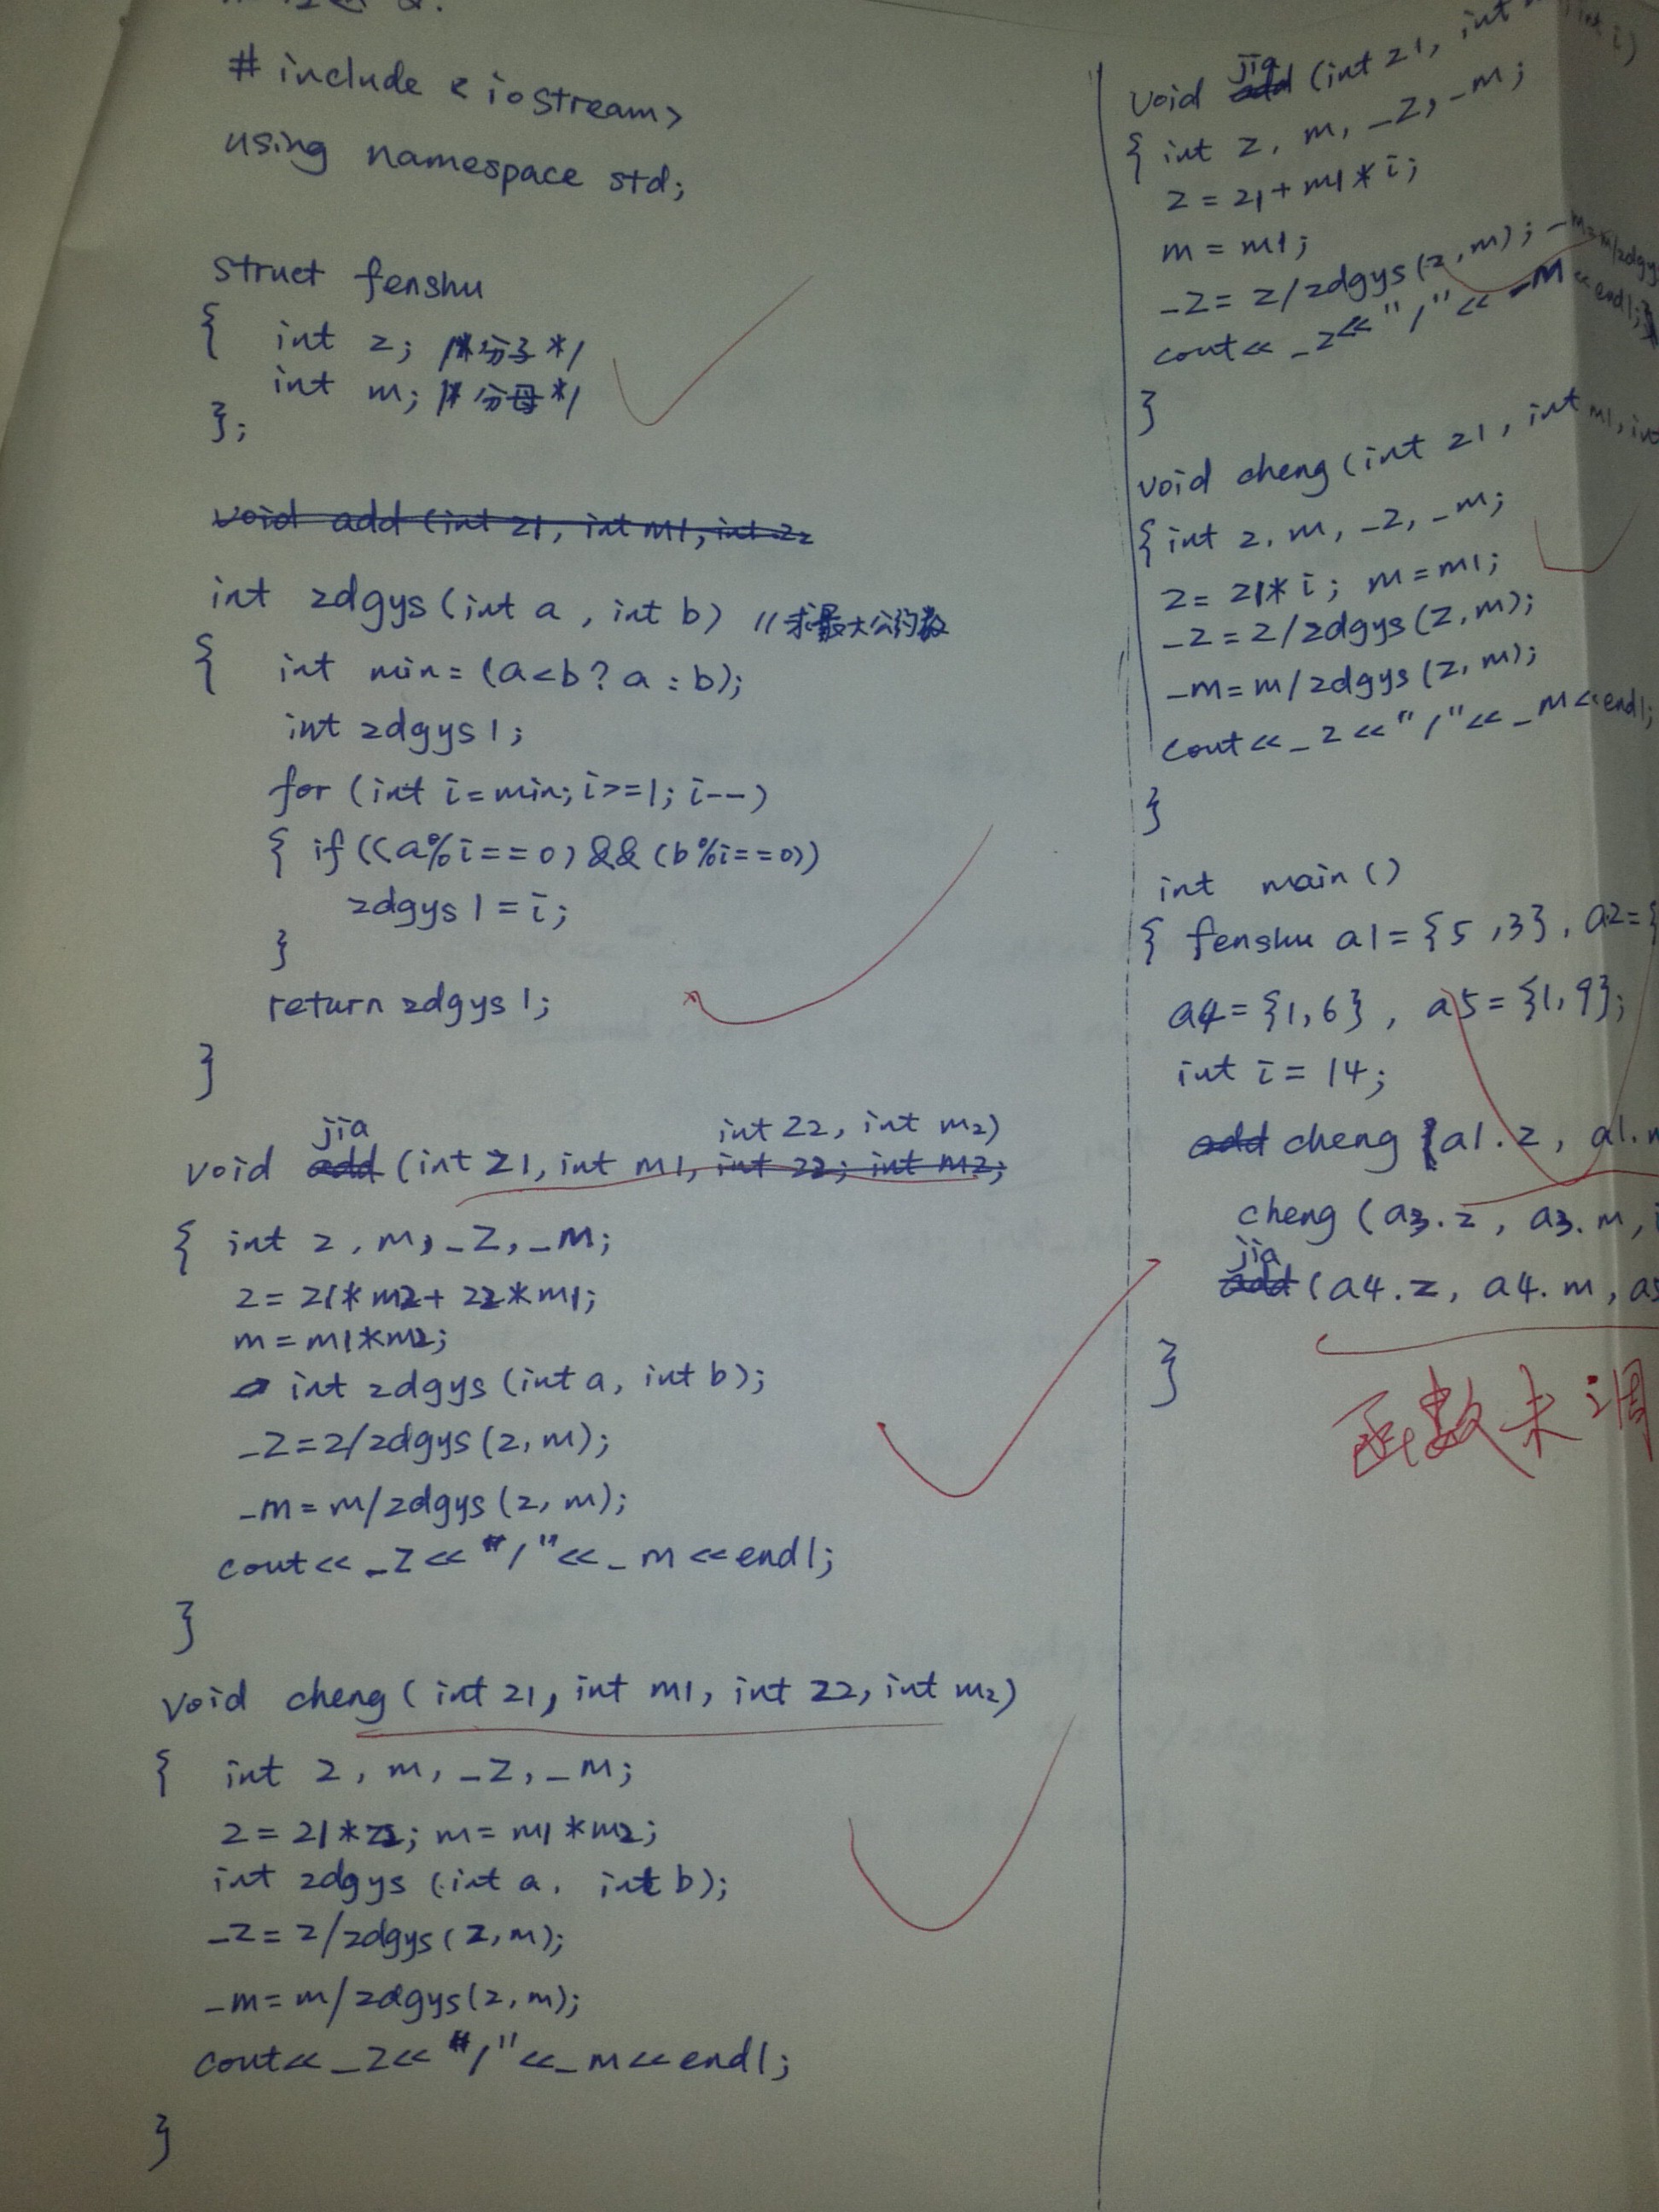 # include <iostream>
using namespace std;
struct fenshu
{ int z; /*分子*/
int m; /*分母*/
};
void add (int z1, int m1, int z2
int zdgys(int a, int b) //求最大公约数
{ int min=(a<b?a:b);
int zdgys1;
for (int i=min;i>=1;i--)
{ if((a%i==0)&&(b%i==0))
zdgys1=i;
}
return zdgys1;
}
jia int z2, int m2)
void add (int z1, int m1, int z2; int m2;
{ int z, m, _z, _m;
z=z1*m2+z2*m1;
m=m1*m2;
int zdgys(int a, int b);
_z=z/zdgys(z,m);
_m=m/zdgys(z,m);
cout<<_z<<"/"<<_m<<endl;
}
void cheng(int z1, int m1, int z2, int m2)
{ int z, m, _z, _m;
z=z1*z2; m=m1*m2;
int zdgys(int a, int b);
_z=z/zdgys(z,m);
_m=m/zdgys(z,m);
cout<<_z<<"/"<<_m<<endl;
}
jia
void add (int z1, int i)
{ int z, m, _z, _m;
z=z1+m1*i;
m=m1;
_z=z/zdgys(z,m); _m=m/zdgys
cout<<_z<<"/"<<_m<<endl;
}
void cheng(int z1, int m1, int
{int z, m, _z, _m;
z=z1*i; m=m1;
_z=z/zdgys(z,m);
_m=m/zdgys(z,m);
cout<<_z<<"/"<<_m<<endl;
}
int main()
{ fenshu a1={5,3}, a2={
a4={1,6}, a5={1,9};
int i=14;
add cheng(a1.z, a1.m
cheng(a3.z, a3.m,
jia
add (a4.z, a4.m, a5
}
函数未调